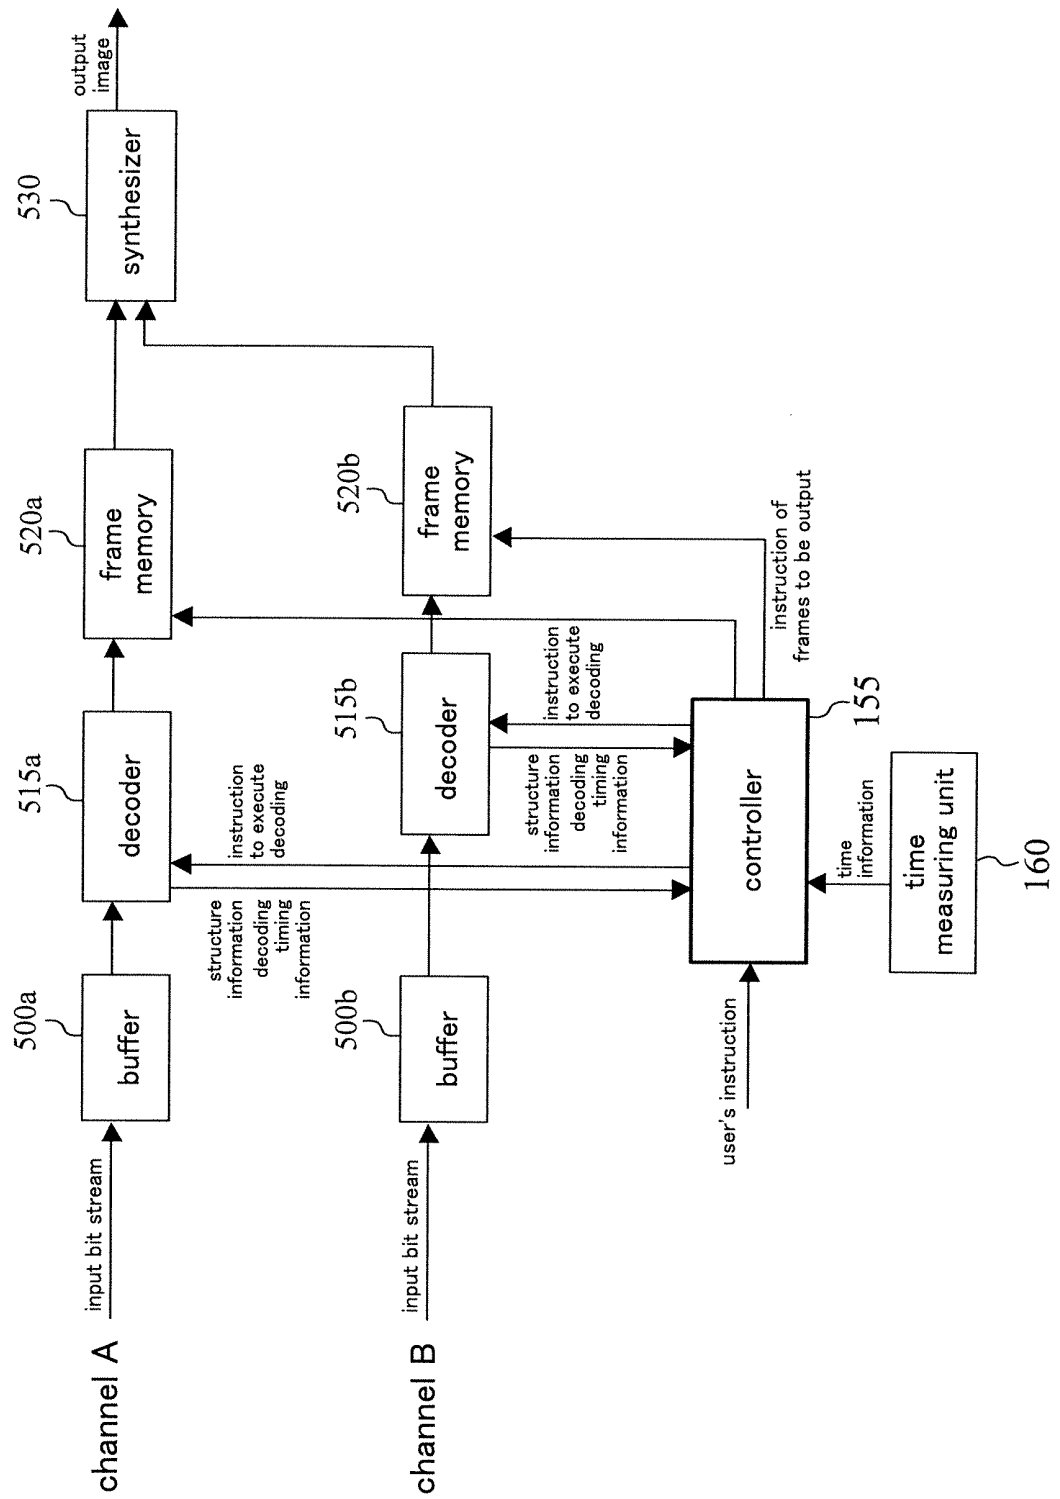 channel A
input bit stream
500a
buffer
515a
decoder
520a
frame
memory
530
synthesizer
output
image
structure
information
decoding
timing
information
instruction
to execute
decoding
channel B
input bit stream
500b
buffer
515b
decoder
520b
frame
memory
structure
information
decoding
timing
information
instruction
to execute
decoding
user's instruction
controller
155
instruction of
frames to be output
time
information
time
measuring unit
160